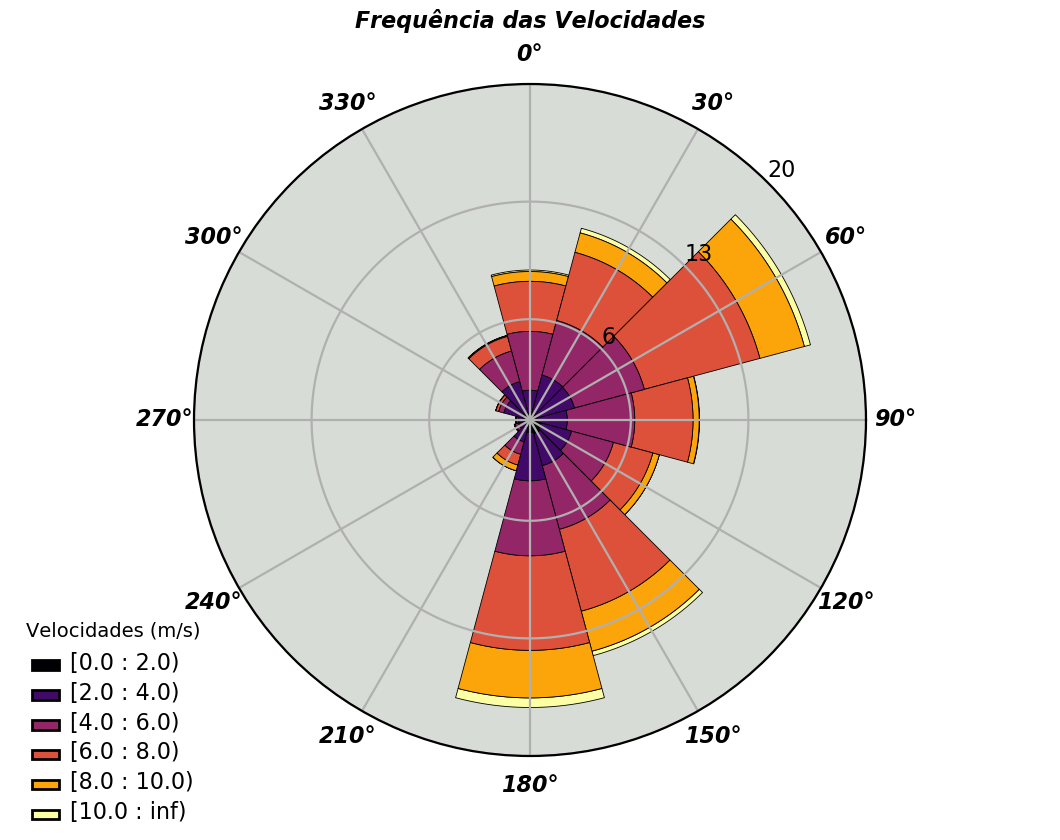 Frequência das Velocidades
0°
330°
30°
20
300°
60°
13
6
270°
90°
240°
120°
210°
150°
180°
Velocidades (m/s)
[0.0 : 2.0)
[2.0 : 4.0)
[4.0 : 6.0)
[6.0 : 8.0)
[8.0 : 10.0)
[10.0 : inf)